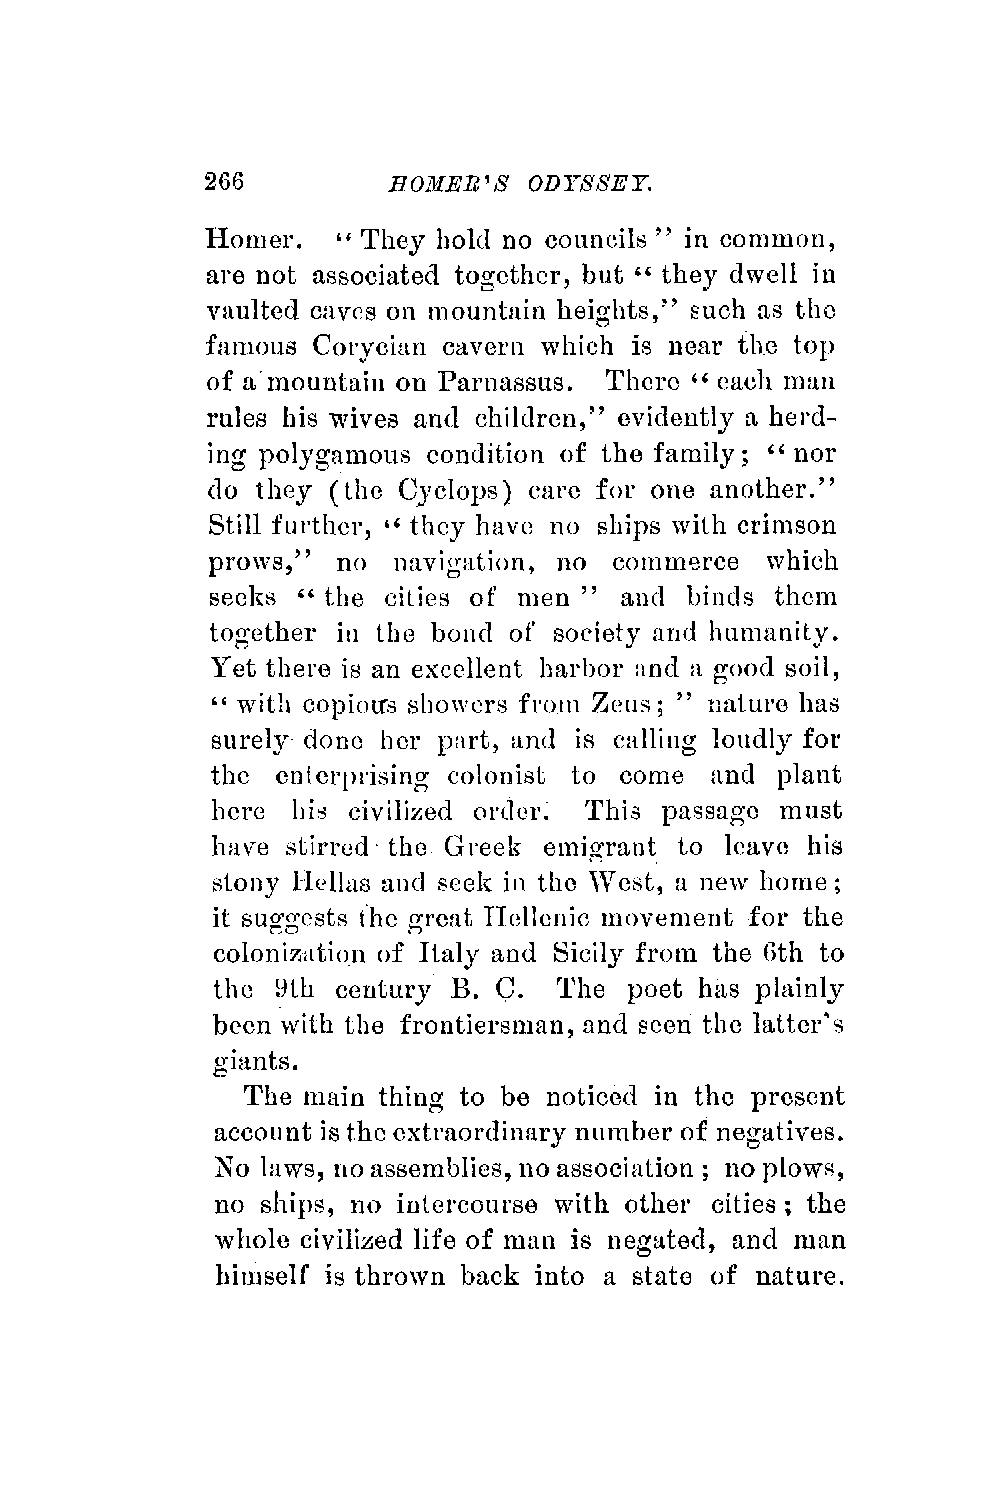 266 HOMER'S ODYSSEY.
Homer. "They hold no councils" in common,
are not associated together, but "they dwell in
vaulted caves on mountain heights," such as the
famous Corycian cavern which is near the top
of a mountain on Parnassus. There "each man
rules his wives and children," evidently a herd-
ing polygamous condition of the family; "nor
do they (the Cyclops) care for one another."
Still further, "they have no ships with crimson
prows," no navigation, no commerce which
seeks "the cities of men" and binds them
together in the bond of society and humanity.
Yet there is an excellent harbor and a good soil,
"with copious showers from Zeus;" nature has
surely done her part, and is calling loudly for
the enterprising colonist to come and plant
here his civilized order. This passage must
have stirred the Greek emigrant to leave his
stony Hellas and seek in the West, a new home;
it suggests the great Hellenic movement for the
colonization of Italy and Sicily from the 6th to
the 9th century B. C. The poet has plainly
been with the frontiersman, and seen the latter's
giants.
The main thing to be noticed in the present
account is the extraordinary number of negatives.
No laws, no assemblies, no association; no plows,
no ships, no intercourse with other cities; the
whole civilized life of man is negated, and man
himself is thrown back into a state of nature.